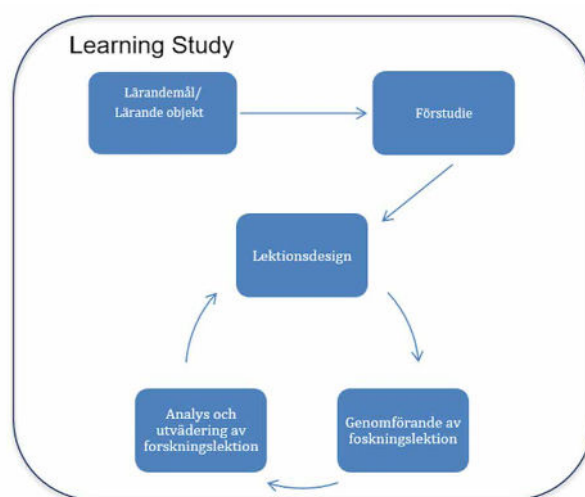 Learning Study
Lärandemål/
Lärande objekt
Förstudie
Lektionsdesign
Analys och
utvädering av
forskningslektion
Genomförande av
foskningslektion